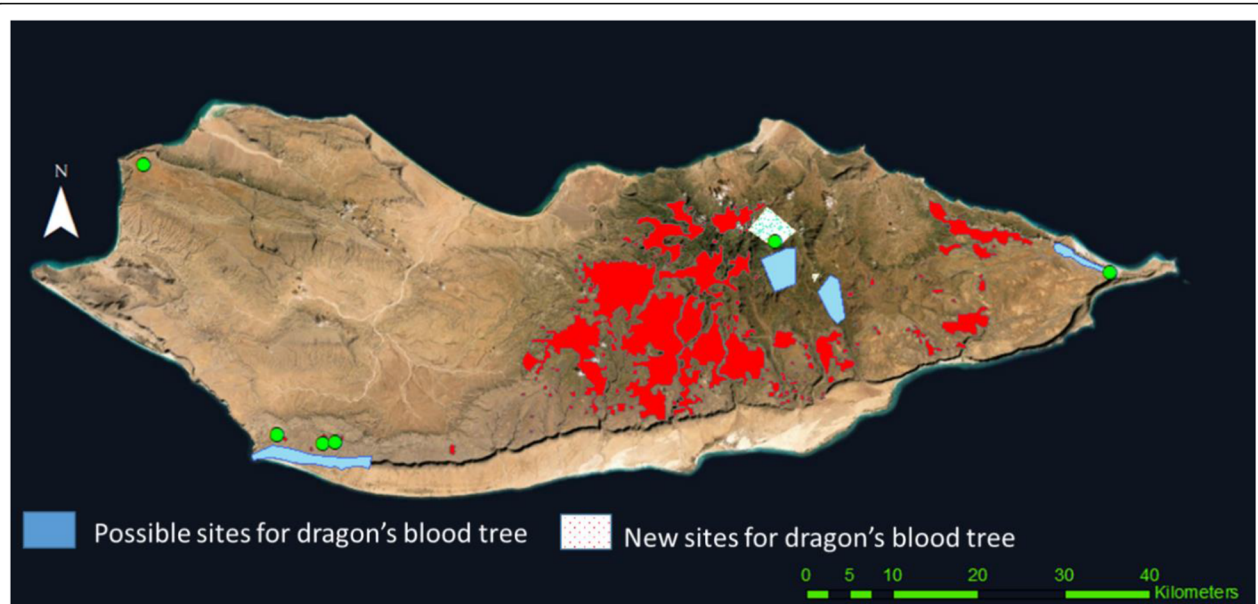 N
Possible sites for dragon's blood tree
New sites for dragon's blood tree
0 5 10 20 30 40
Kilometers